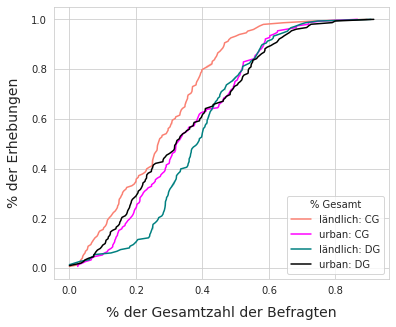 1.0
0.8
0.6
0.4
0.2
0.0
% der Erhebungen
% Gesamt
ländlich: CG
urban: CG
ländlich: DG
urban: DG
0.0 0.2 0.4 0.6 0.8
% der Gesamtzahl der Befragten